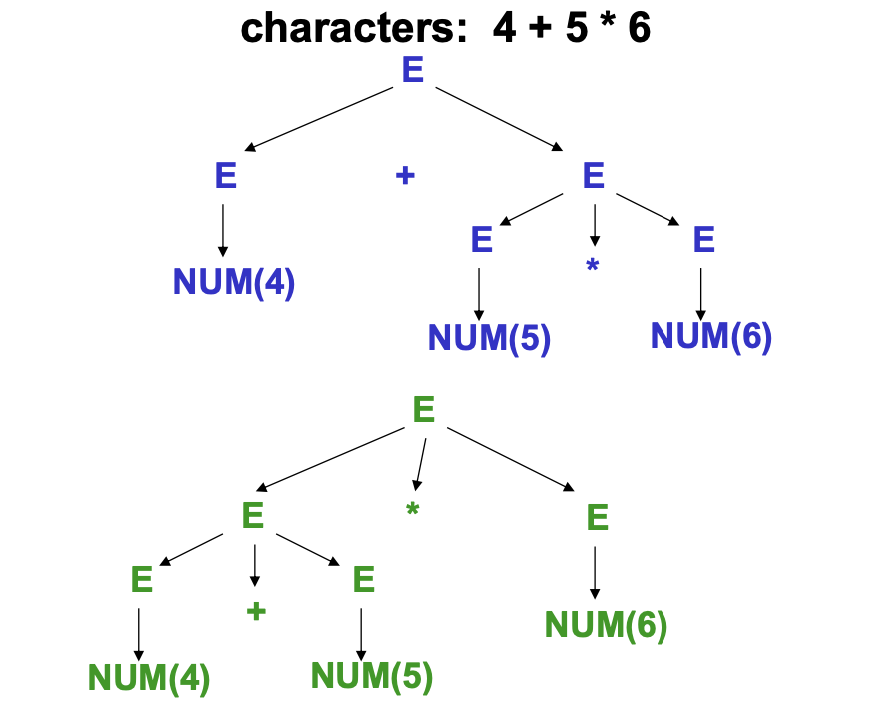 characters: 4 + 5 * 6
E
E + E
E * E
NUM(4)
NUM(5) NUM(6)
E
E * E
E + E
NUM(6)
NUM(4) NUM(5)